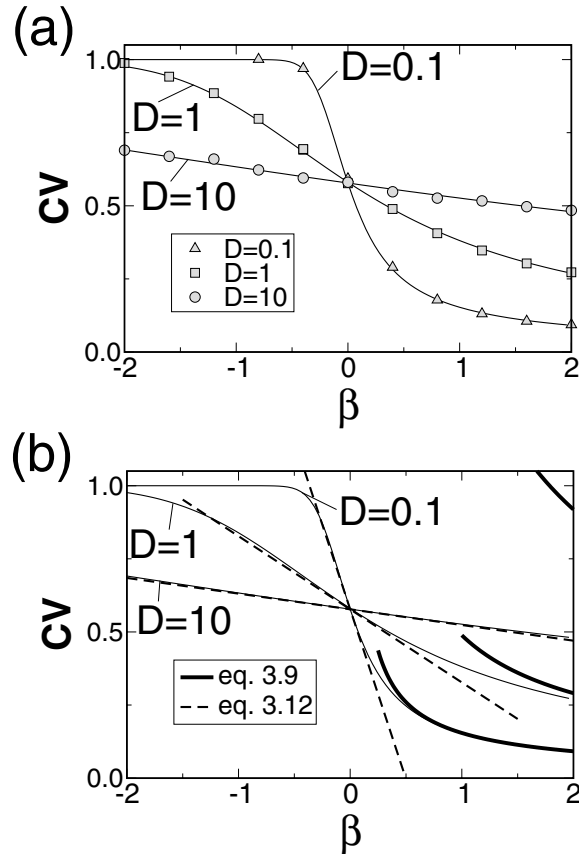 (a)
1.0
0.5
0.0
CV
D=0.1
D=1
D=10
D=0.1
D=1
D=10
-2
-1
0
1
2
β
(b)
1.0
0.5
0.0
CV
D=0.1
D=1
D=10
eq. 3.9
eq. 3.12
-2
-1
0
1
2
β